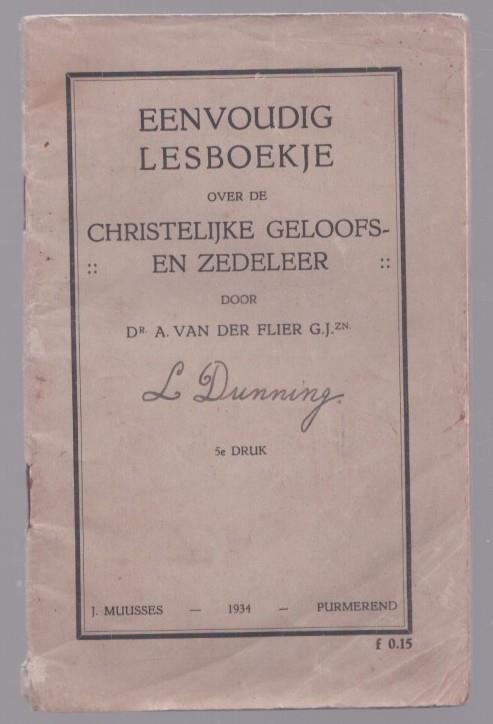 EENVOUDIG
LESBOEKJE
OVER DE
CHRISTELIJKE GELOOFS-
:: EN ZEDELEER ::
DOOR
DR. A. VAN DER FLIER G.J.ZN.
L Dunning.
5e DRUK
J. MUUSSES — 1934 — PURMEREND
f 0.15